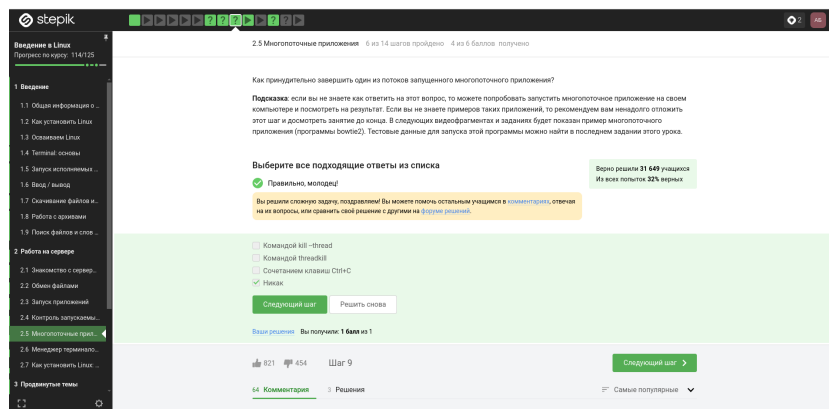 stepik
2
AS
Введение в Linux
Прогресс по курсу: 114/125
2.5 Многопоточные приложения 6 из 14 шагов пройдено 4 из 6 баллов получено
1 Введение
1.1 Общая информация о ...
1.2 Как установить Linux
1.3 Осваиваем Linux
1.4 Terminal: основы
1.5 Запуск исполняемых ...
1.6 Ввод / вывод
1.7 Скачивание файлов и...
1.8 Работа с архивами
1.9 Поиск файлов и слов ...
2 Работа на сервере
2.1 Знакомство с сервер...
2.2 Обмен файлами
2.3 Запуск приложений
2.4 Контроль запускаемы...
2.5 Многопоточные прил...
2.6 Менеджер терминало...
2.7 Как установить Linux: ...
3 Продвинутые темы
Как принудительно завершить один из потоков запущенного многопоточного приложения?
Подсказка: если вы не знаете как ответить на этот вопрос, то можете попробовать запустить многопоточное приложение на своем
компьютере и посмотреть на результат. Если вы не знаете примеров таких приложений, то рекомендуем вам ненадолго отложить
этот шаг и досмотреть занятие до конца. В следующих видеофрагментах и заданиях будет показан пример многопоточного
приложения (программы bowtie2). Тестовые данные для запуска этой программы можно найти в последнем задании этого урока.
Выберите все подходящие ответы из списка
Верно решили 31 649 учащихся
Из всех попыток 32% верных
Правильно, молодец!
Вы решили сложную задачу, поздравляем! Вы можете помочь остальным учащимся в комментариях, отвечая
на их вопросы, или сравнить своё решение с другими на форуме решений.
Командой kill –thread
Командой threadkill
Сочетанием клавиш Ctrl+C
Никак
Следующий шаг Решить снова
Ваши решения Вы получили: 1 балл из 1
821 454 Шаг 9 Следующий шаг
64 Комментария 3 Решения Самые популярные